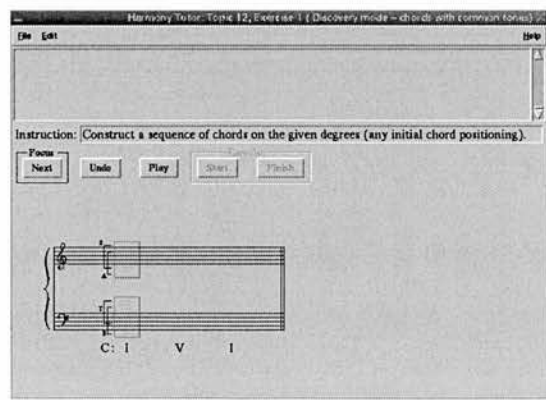 Harmony Tutor: Topic 12, Exercise 1 ( Discovery mode – chords with common tones)
File Edit Help
Instruction: Construct a sequence of chords on the given degrees (any initial chord positioning).
Focus
Next Undo Play Start Finish
S
A
T
B
C: I V I